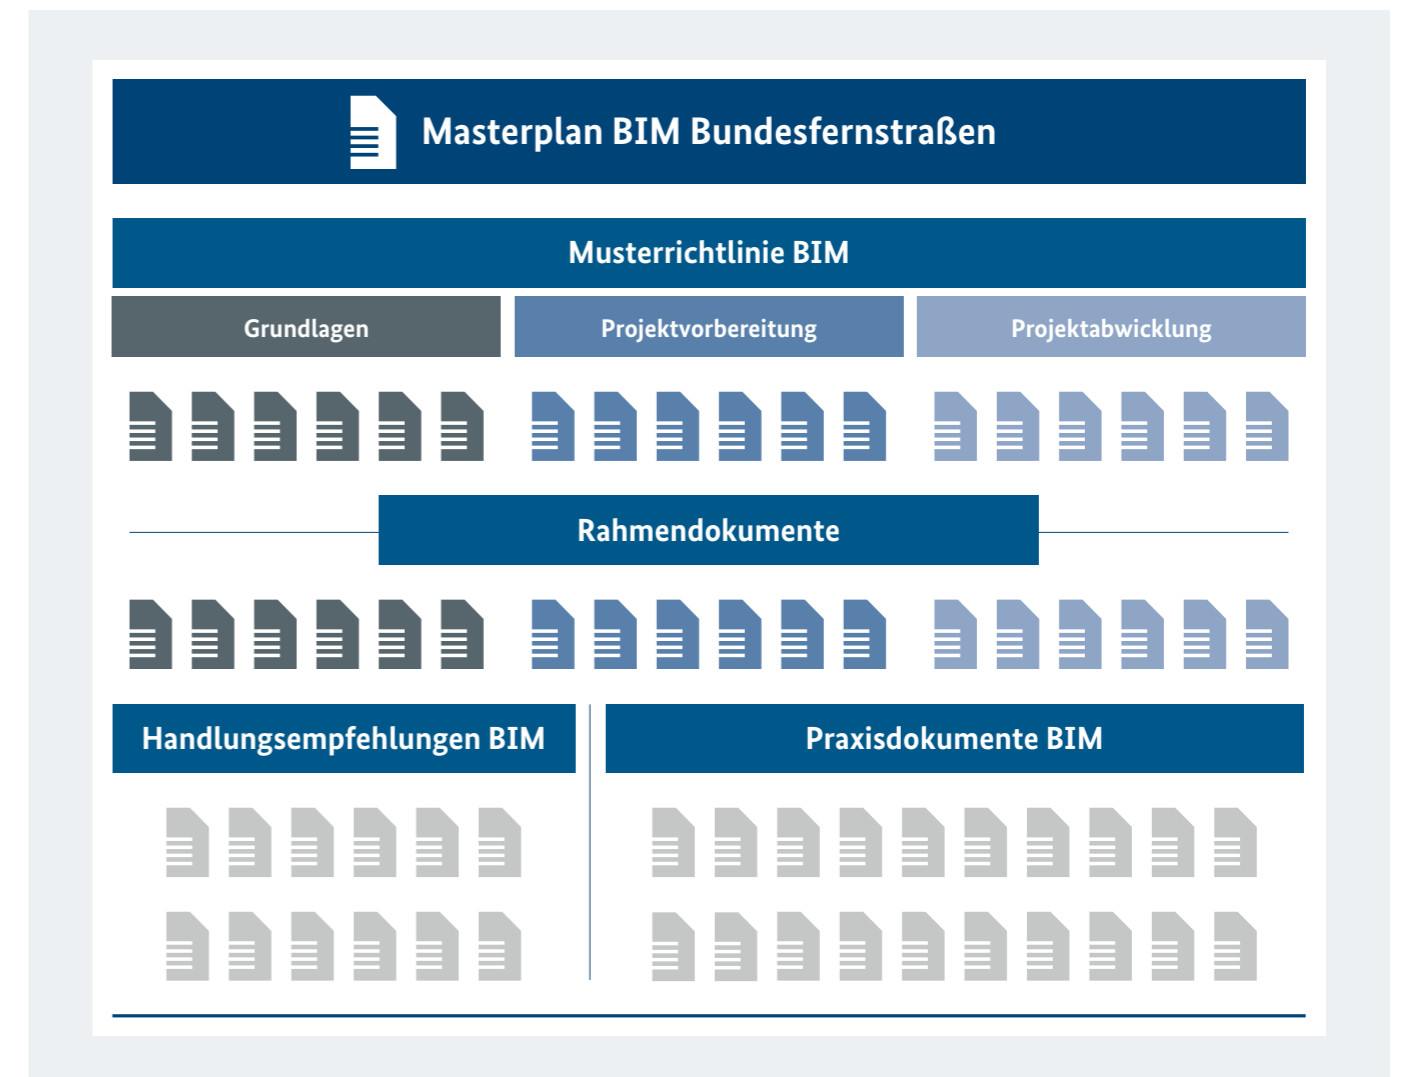 Masterplan BIM Bundesfernstraßen
Musterrichtlinie BIM
Grundlagen
Projektvorbereitung
Projektabwicklung
Rahmendokumente
Handlungsempfehlungen BIM
Praxisdokumente BIM